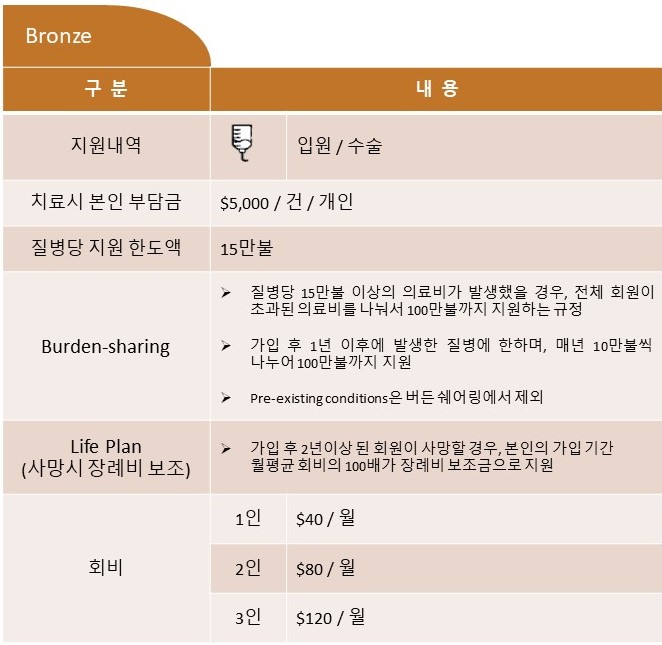 Bronze
구 분
내 용
지원내역
입원 / 수술
치료시 본인 부담금
$5,000 / 건 / 개인
질병당 지원 한도액
15만불
Burden-sharing
➢ 질병당 15만불 이상의 의료비가 발생했을 경우, 전체 회원이
초과된 의료비를 나눠서 100만불까지 지원하는 규정
➢ 가입 후 1년 이후에 발생한 질병에 한하며, 매년 10만불씩
나누어 100만불까지 지원
➢ Pre-existing conditions은 버든 쉐어링에서 제외
Life Plan
(사망시 장례비 보조)
➢ 가입 후 2년이상 된 회원이 사망할 경우, 본인의 가입 기간
월평균 회비의 100배가 장례비 보조금으로 지원
회비
1인
$40 / 월
2인
$80 / 월
3인
$120 / 월